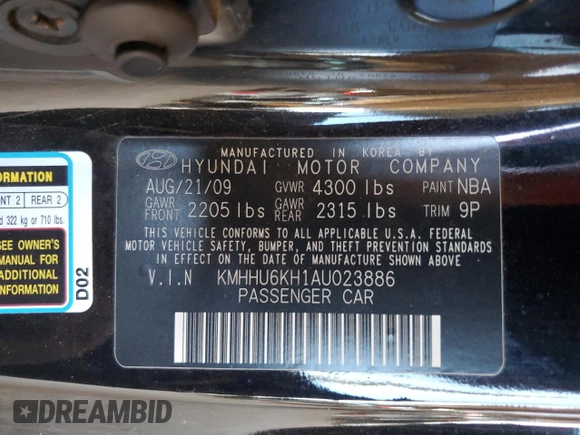 MANUFACTURED IN KOREA BY
HYUNDAI MOTOR COMPANY
AUG/21/09 GVWR 4300 lbs PAINT NBA
GAWR FRONT 2205 lbs GAWR REAR 2315 lbs TRIM 9P
THIS VEHICLE CONFORMS TO ALL APPLICABLE U.S.A. FEDERAL
MOTOR VEHICLE SAFETY, BUMPER, AND THEFT PREVENTION STANDARDS
IN EFFECT ON THE DATE OF MANUFACTURE SHOWN ABOVE.
V.I.N KMHHU6KH1AU023886
PASSENGER CAR
ORMATION
NT 2 REAR 2
d 322 kg or 710 lbs.
SEE OWNER'S
MANUAL FOR
ADDITIONAL
INFORMATION
D02
DREAMBID